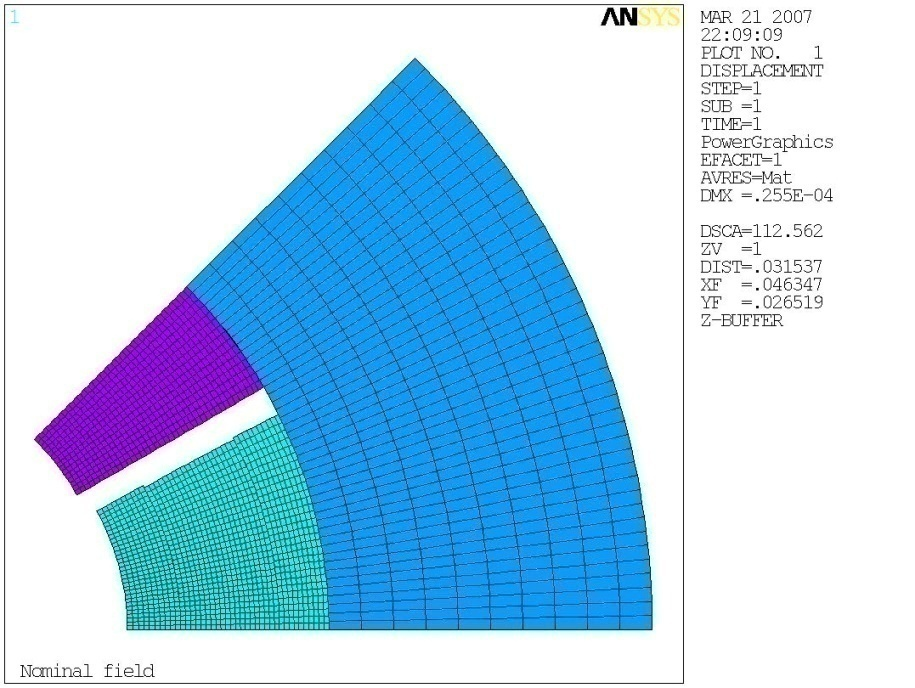 1
ANSYS
MAR 21 2007
22:09:09
PLOT NO.   1
DISPLACEMENT
STEP=1
SUB =1
TIME=1
PowerGraphics
EFACET=1
AVRES=Mat
DMX =.255E-04
DSCA=112.562
ZV  =1
DIST=.031537
XF  =.046347
YF  =.026519
Z-BUFFER
Nominal field